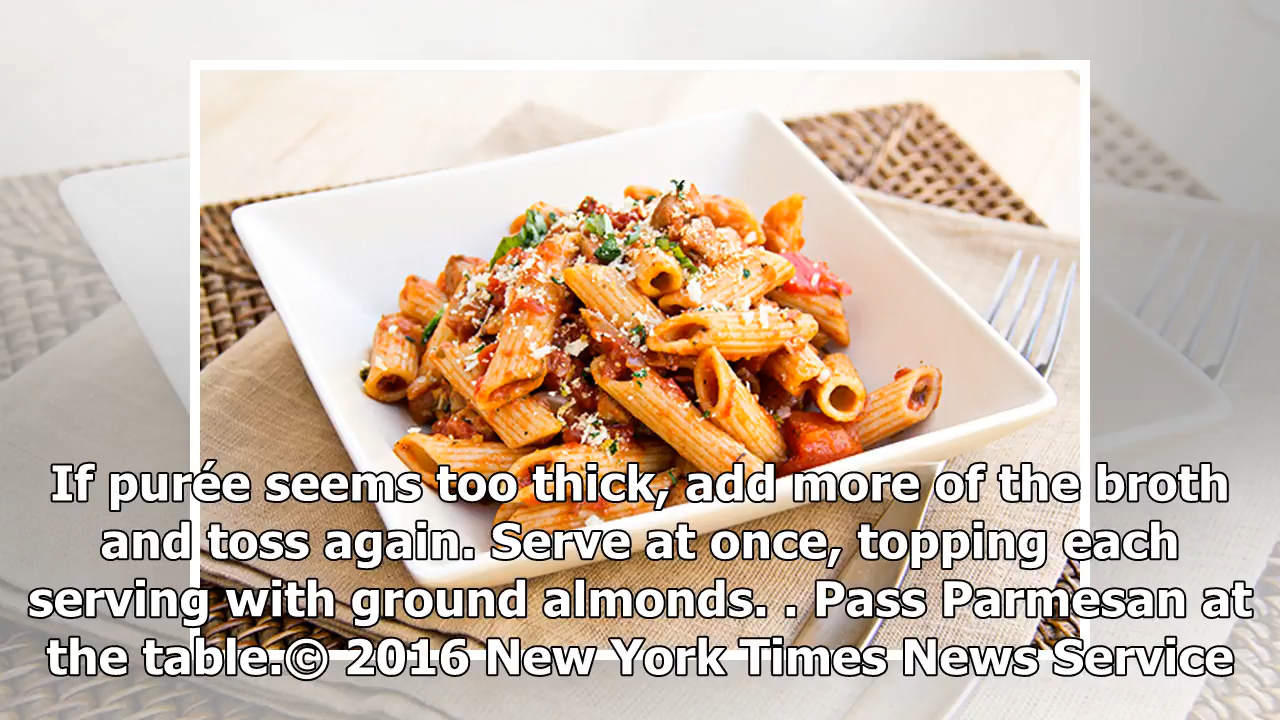 If purée seems too thick, add more of the broth
and toss again. Serve at once, topping each
serving with ground almonds. . Pass Parmesan at
the table.© 2016 New York Times News Service